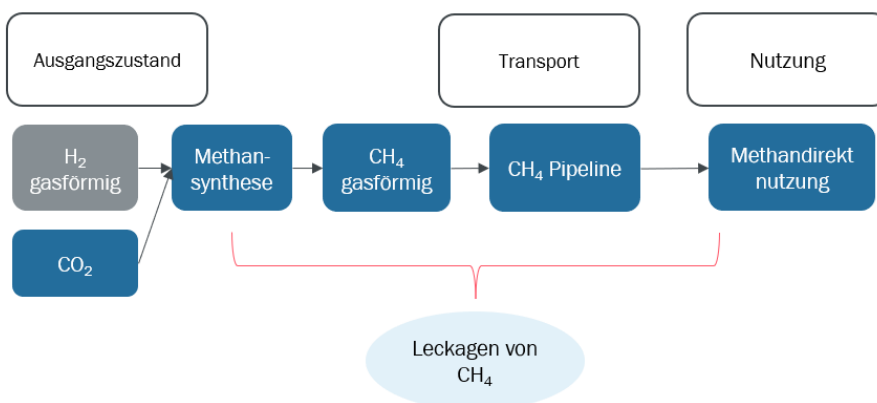 Ausgangszustand
Transport
Nutzung
H₂
gasförmig
Methan-
synthese
CH₄
gasförmig
CH₄ Pipeline
Methandirekt
nutzung
CO₂
Leckagen von
CH₄